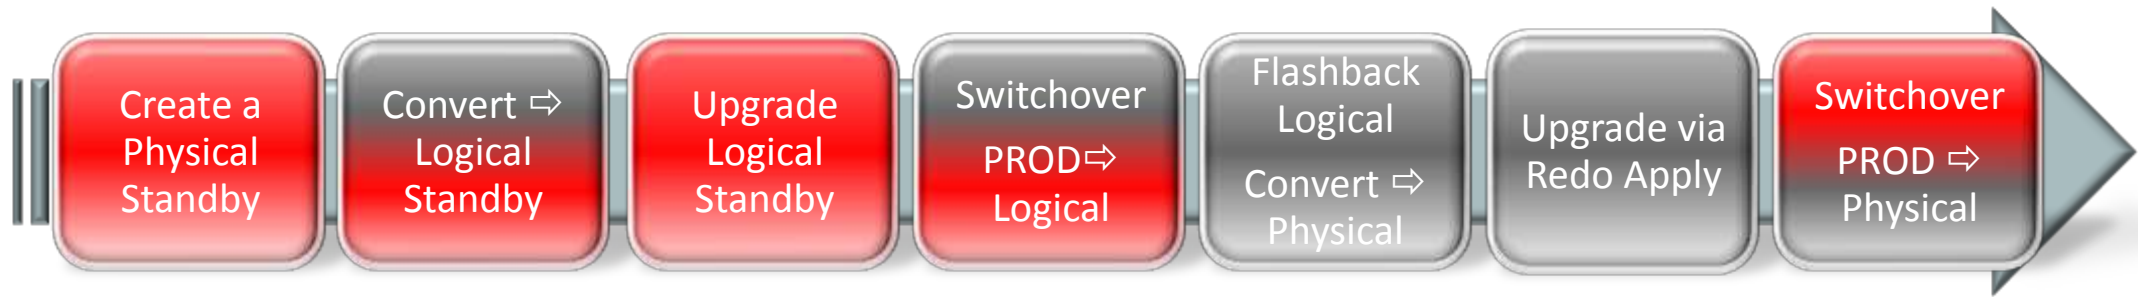 Create a
Physical
Standby
Convert ⇨
Logical
Standby
Upgrade
Logical
Standby
Switchover
PROD⇨
Logical
Flashback
Logical
Convert ⇨
Physical
Upgrade via
Redo Apply
Switchover
PROD ⇨
Physical